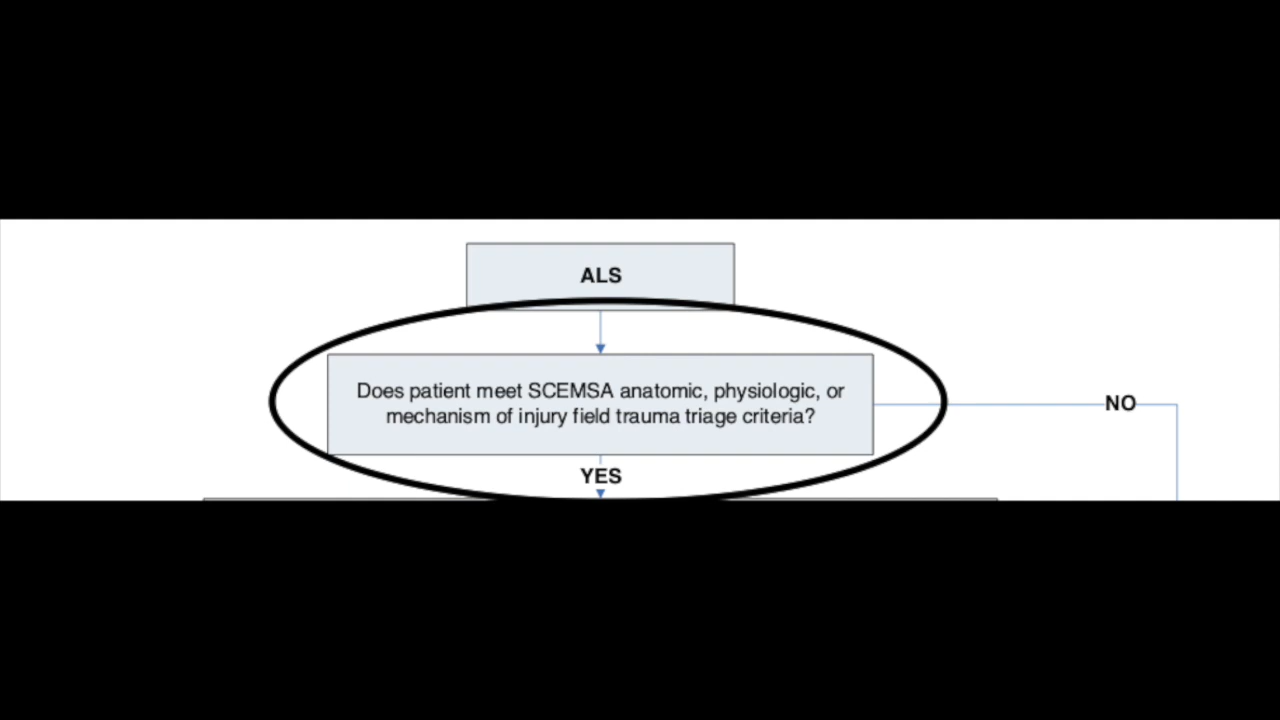 ALS
Does patient meet SCEMSA anatomic, physiologic, or
mechanism of injury field trauma triage criteria?
NO
YES